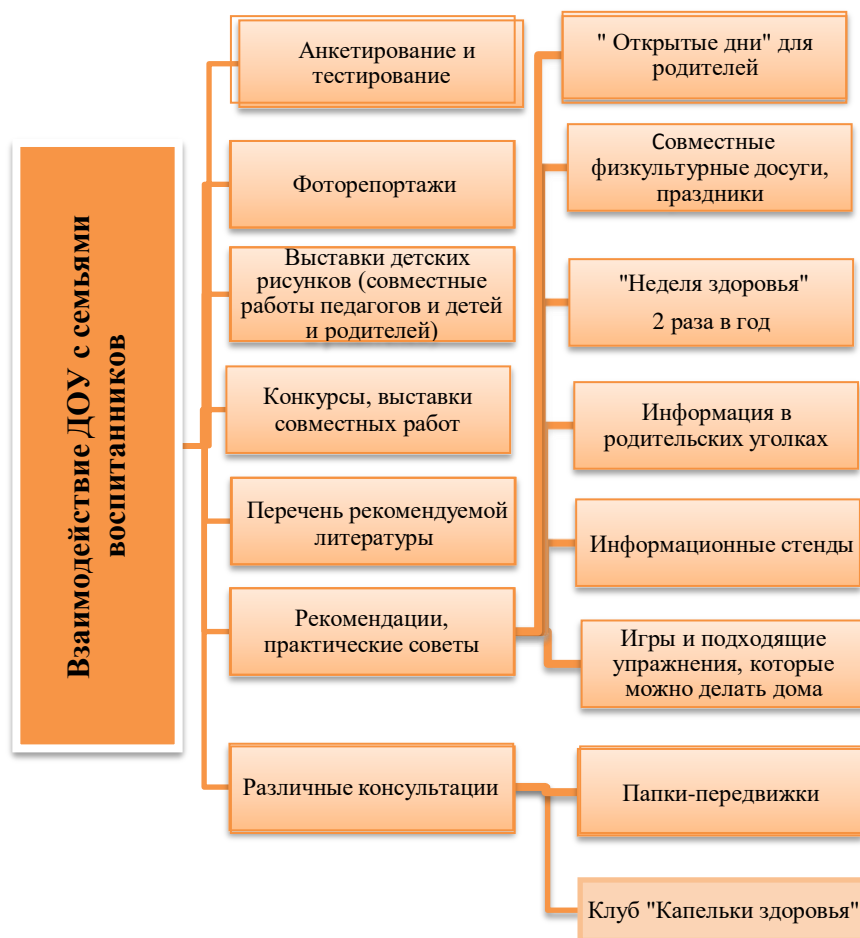 Взаимодействие ДОУ с семьями
воспитанников
Анкетирование и
тестирование
Фоторепортажи
Выставки детских
рисунков (совместные
работы педагогов и детей
и родителей)
Конкурсы, выставки
совместных работ
Перечень рекомендуемой
литературы
Рекомендации,
практические советы
Различные консультации
" Открытые дни" для
родителей
Совместные
физкультурные досуги,
праздники
"Неделя здоровья"
2 раза в год
Информация в
родительских уголках
Информационные стенды
Игры и подходящие
упражнения, которые
можно делать дома
Папки-передвижки
Клуб "Капельки здоровья"